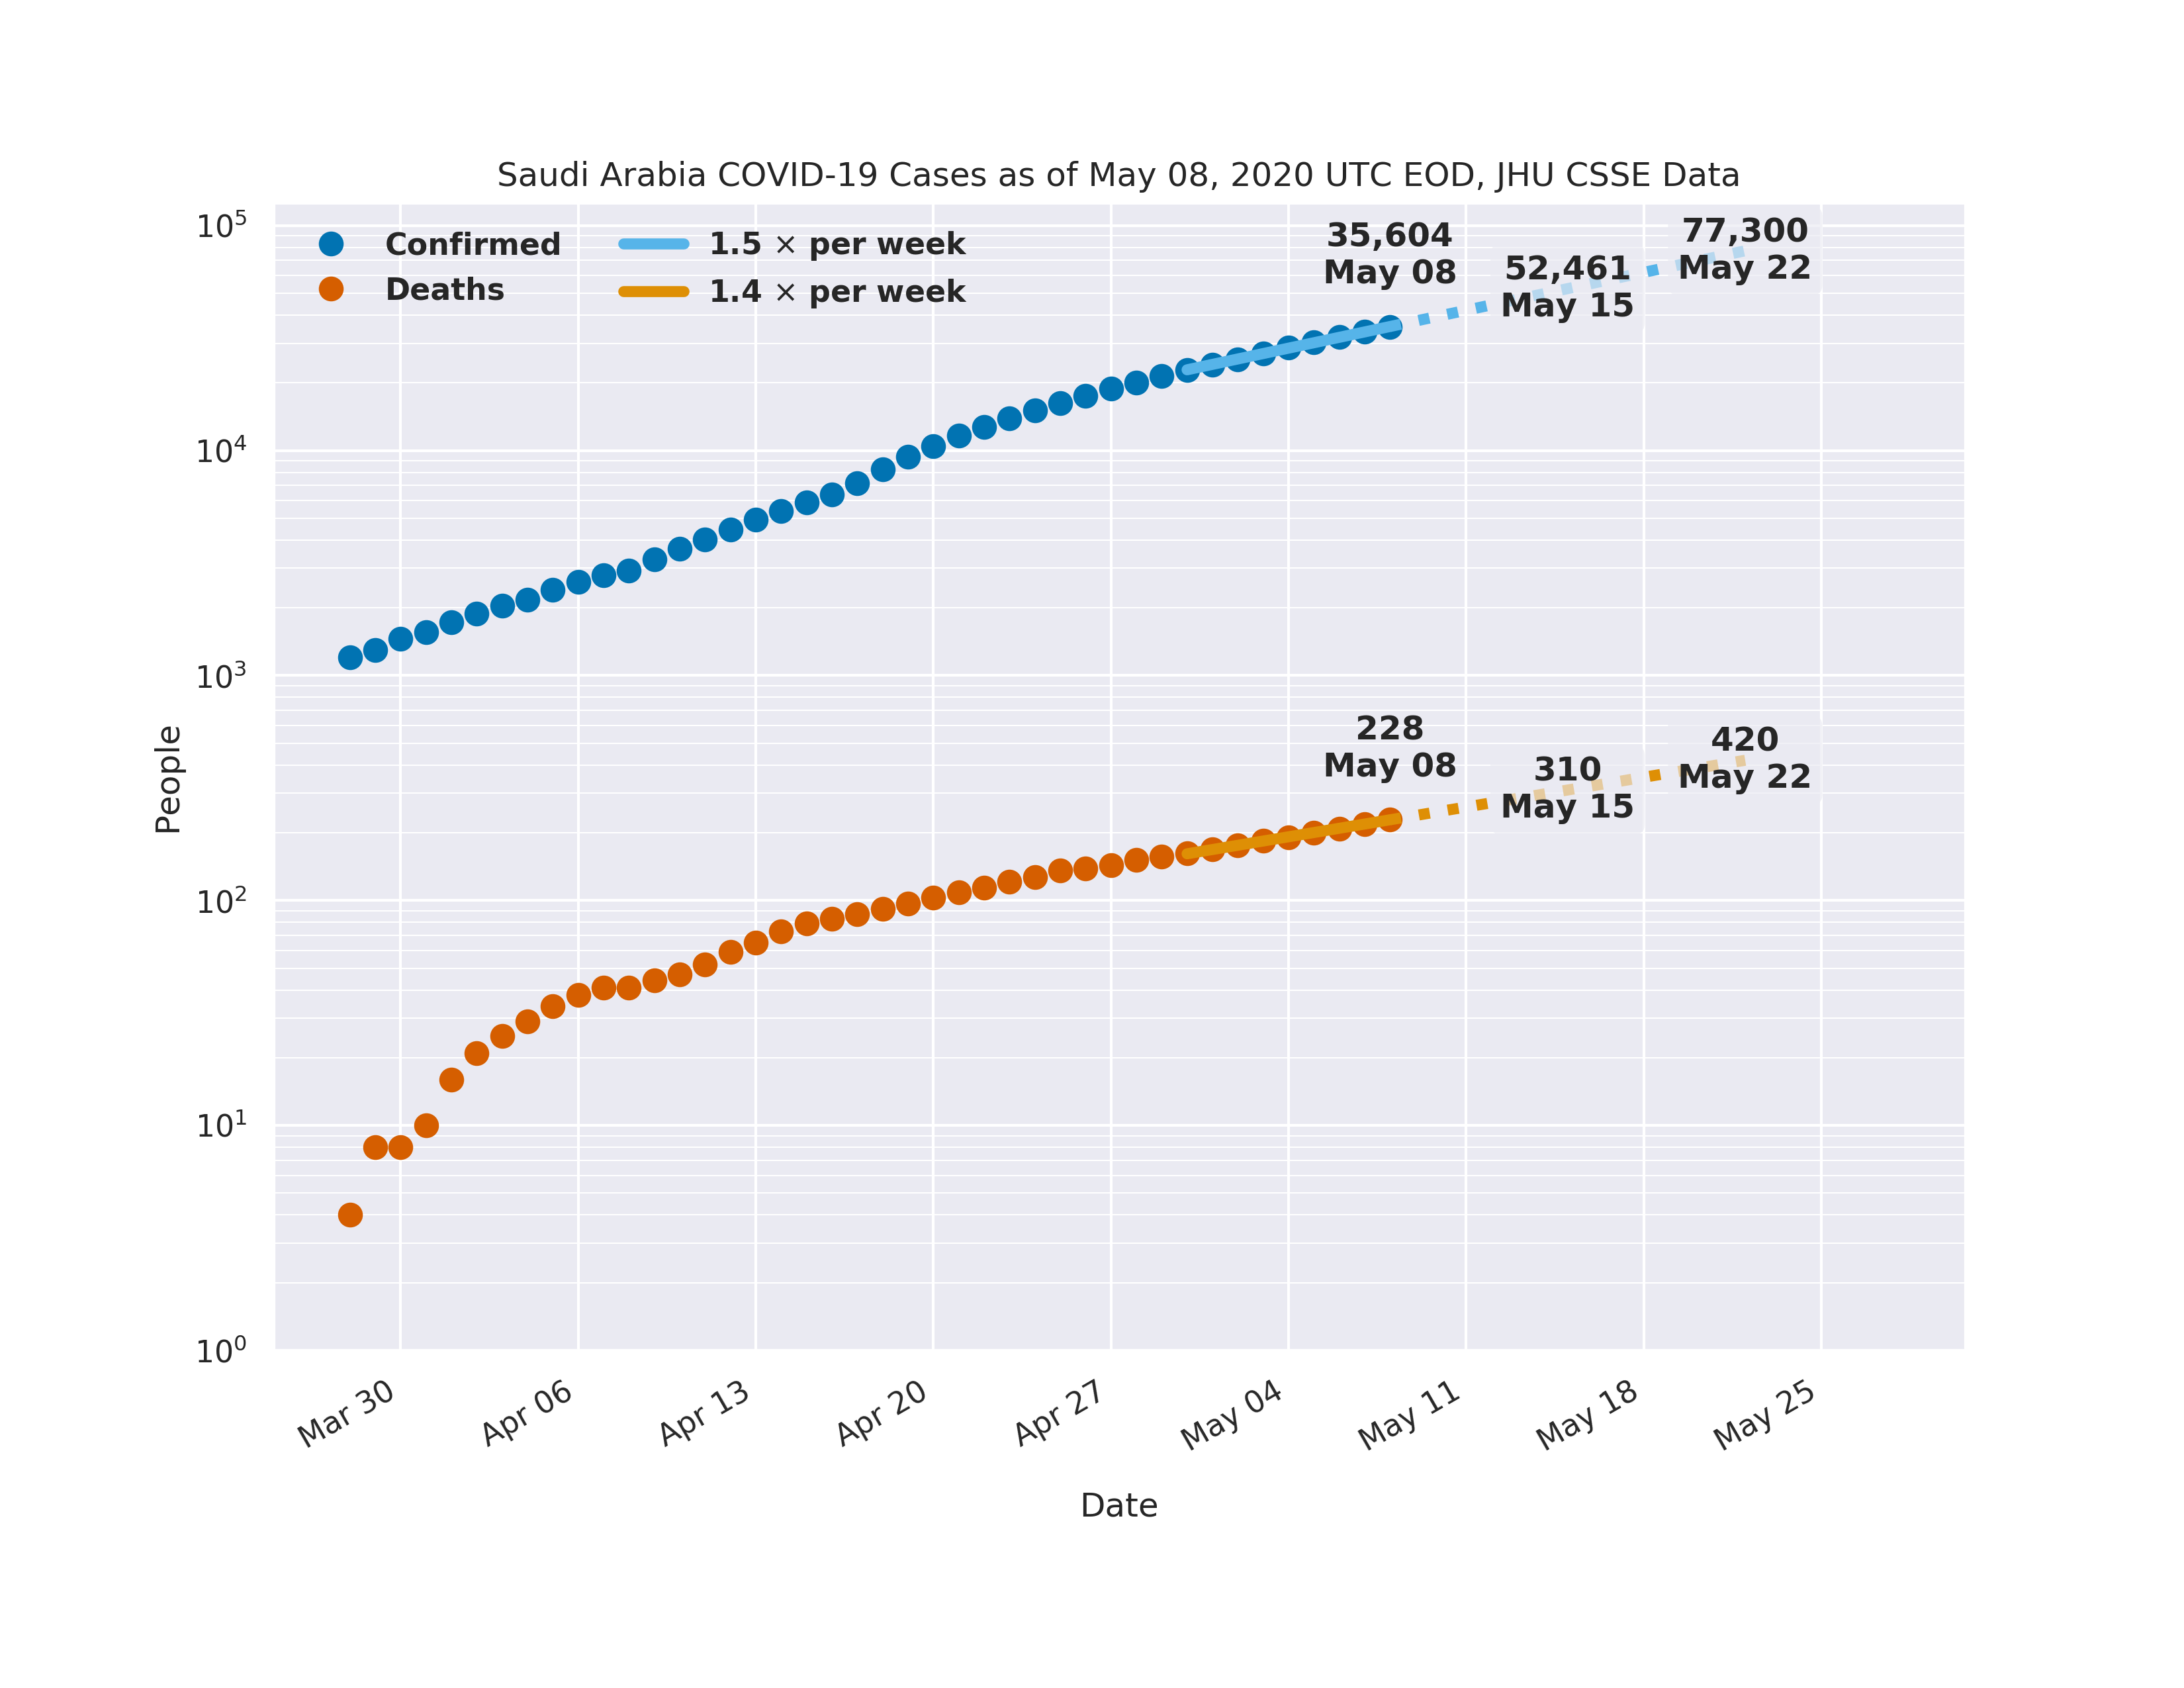 Saudi Arabia COVID-19 Cases as of May 08, 2020 UTC EOD, JHU CSSE Data
Confirmed
Deaths
1.5 × per week
1.4 × per week
35,604
May 08
52,461
May 15
77,300
May 22
228
May 08
310
May 15
420
May 22
People
10⁵
10⁴
10³
10²
10¹
10⁰
Mar 30
Apr 06
Apr 13
Apr 20
Apr 27
May 04
May 11
May 18
May 25
Date